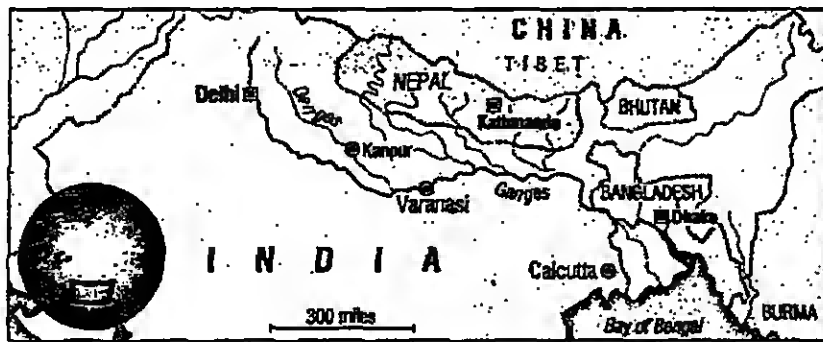 CHINA
TIBET
NEPAL
Delhi
BHUTAN
Ganges
Kathmandu
Kanpur
BANGLADESH
Ganges
Varanasi
Dhaka
INDIA
Calcutta
300 miles
Bay of Bengal
BURMA